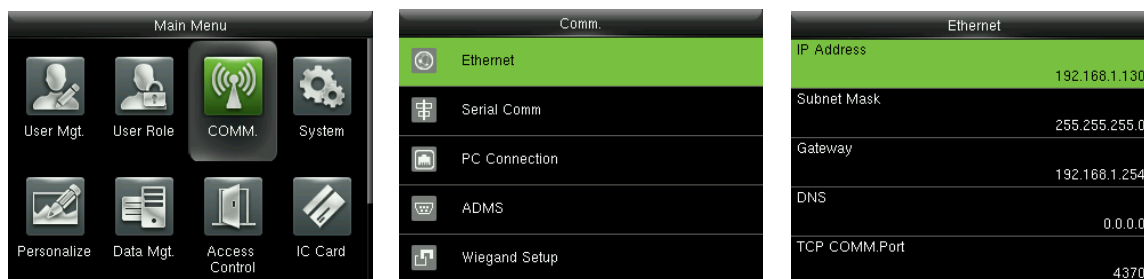 Main Menu
User Mgt.
User Role
COMM.
System
Personalize
Data Mgt.
Access
Control
IC Card
Comm.
Ethernet
Serial Comm
PC Connection
ADMS
Wiegand Setup
Ethernet
IP Address
192.168.1.130
Subnet Mask
255.255.255.0
Gateway
192.168.1.254
DNS
0.0.0.0
TCP COMM.Port
4370